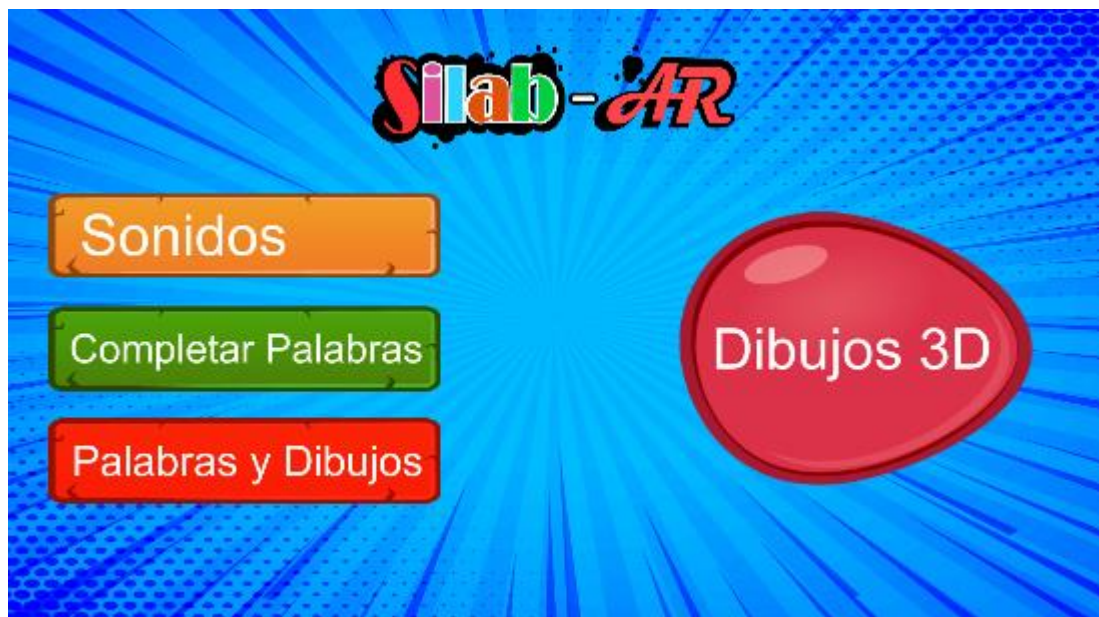 Silab-AR
Sonidos
Completar Palabras
Palabras y Dibujos
Dibujos 3D